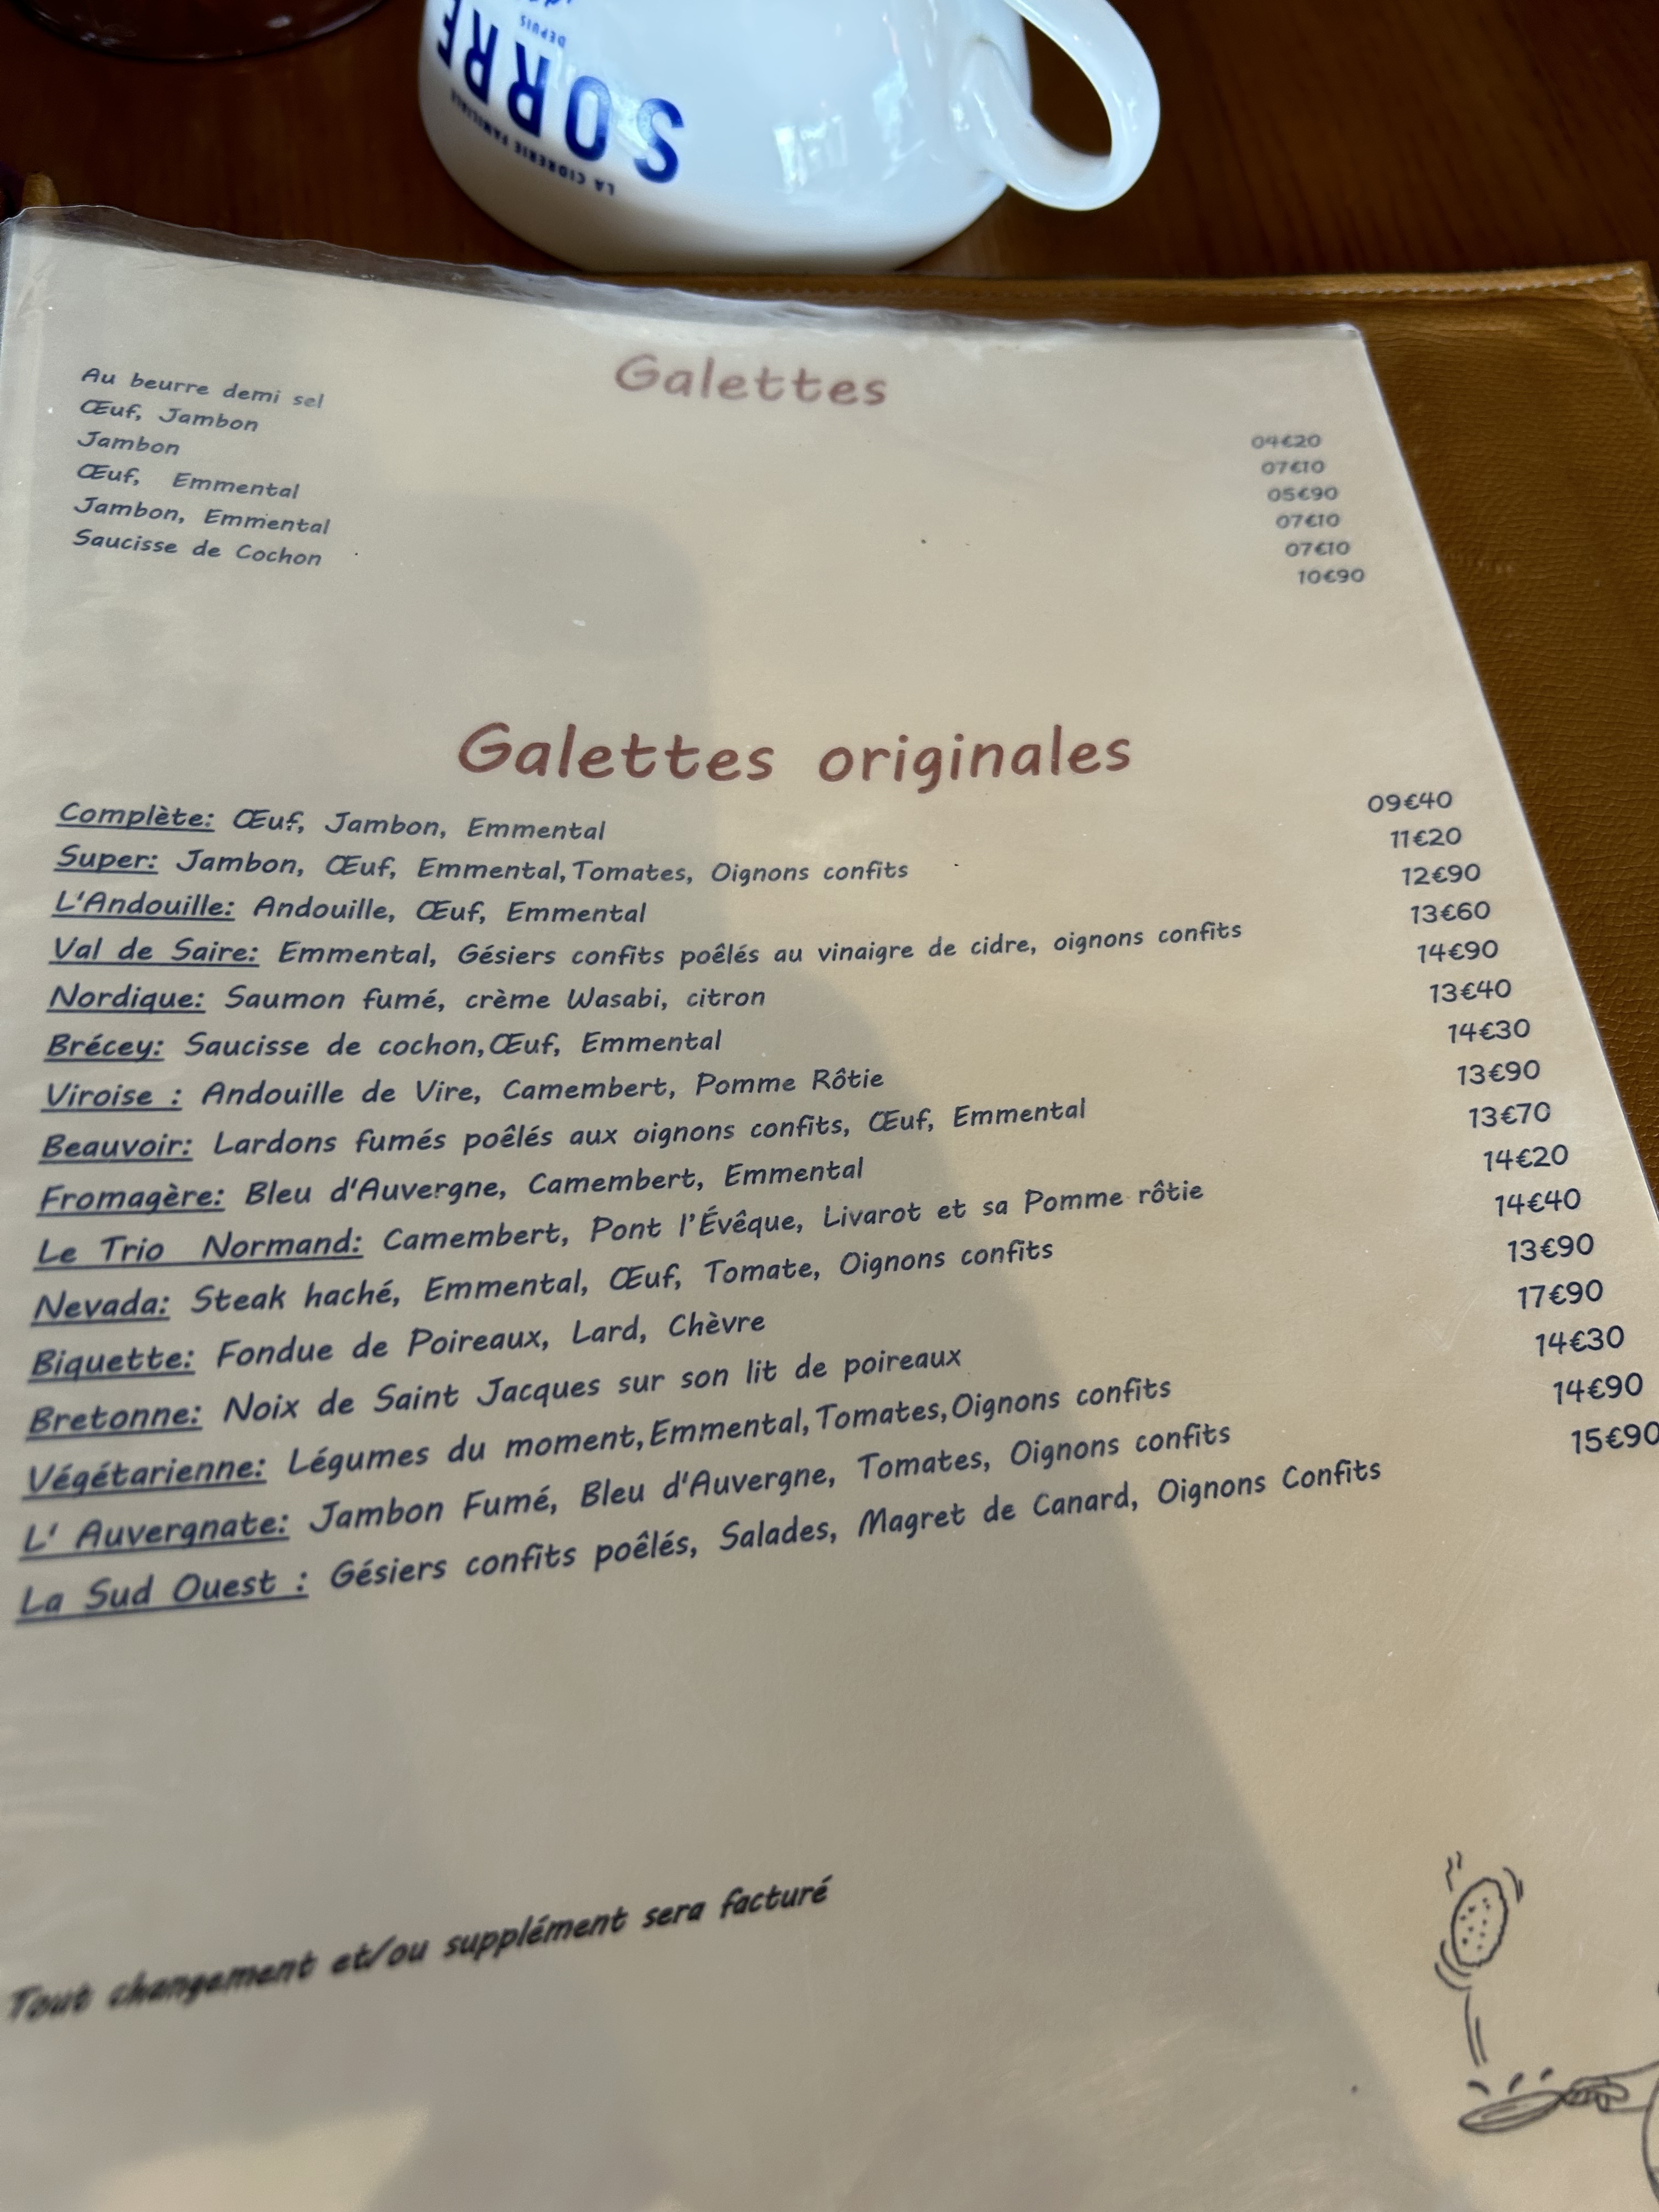 SORRE
DEPUIS
LA CIDRERIE FAMILIALE
Galettes
Au beurre demi sel 04€20
Œuf, Jambon 07€10
Jambon 05€90
Œuf, Emmental 07€10
Jambon, Emmental 07€10
Saucisse de Cochon 10€90
Galettes originales
Complète: Œuf, Jambon, Emmental 09€40
Super: Jambon, Œuf, Emmental, Tomates, Oignons confits 11€20
L'Andouille: Andouille, Œuf, Emmental 12€90
Val de Saire: Emmental, Gésiers confits poêlés au vinaigre de cidre, oignons confits 13€60
Nordique: Saumon fumé, crème Wasabi, citron 14€90
Brécey: Saucisse de cochon, Œuf, Emmental 13€40
Viroise : Andouille de Vire, Camembert, Pomme Rôtie 14€30
Beauvoir: Lardons fumés poêlés aux oignons confits, Œuf, Emmental 13€90
Fromagère: Bleu d'Auvergne, Camembert, Emmental 13€70
Le Trio Normand: Camembert, Pont l'Évêque, Livarot et sa Pomme rôtie 14€20
Nevada: Steak haché, Emmental, Œuf, Tomate, Oignons confits 14€40
Biquette: Fondue de Poireaux, Lard, Chèvre 13€90
Bretonne: Noix de Saint Jacques sur son lit de poireaux 17€90
Végétarienne: Légumes du moment, Emmental, Tomates, Oignons confits 14€30
L' Auvergnate: Jambon Fumé, Bleu d'Auvergne, Tomates, Oignons confits 14€90
La Sud Ouest : Gésiers confits poêlés, Salades, Magret de Canard, Oignons Confits 15€90
Tout changement et/ou supplément sera facturé